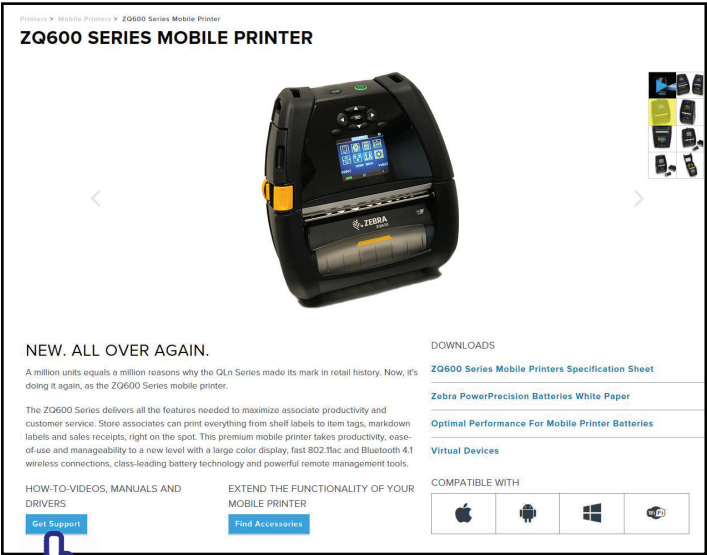 Printers > Mobile Printers > ZQ600 Series Mobile Printer
ZQ600 SERIES MOBILE PRINTER
ZEBRA
NEW. ALL OVER AGAIN.
A million units equals a million reasons why the QLn Series made its mark in retail history. Now, it's
doing it again, as the ZQ600 Series mobile printer.
The ZQ600 Series delivers all the features needed to maximize associate productivity and
customer service. Store associates can print everything from shelf labels to item tags, markdown
labels and sales receipts, right on the spot. This premium mobile printer takes productivity, ease-
of-use and manageability to a new level with a large color display, fast 802.11ac and Bluetooth 4.1
wireless connections, class-leading battery technology and powerful remote management tools.
HOW-TO-VIDEOS, MANUALS AND
DRIVERS
Get Support
EXTEND THE FUNCTIONALITY OF YOUR
MOBILE PRINTER
Find Accessories
DOWNLOADS
ZQ600 Series Mobile Printers Specification Sheet
Zebra PowerPrecision Batteries White Paper
Optimal Performance For Mobile Printer Batteries
Virtual Devices
COMPATIBLE WITH
Wi Fi